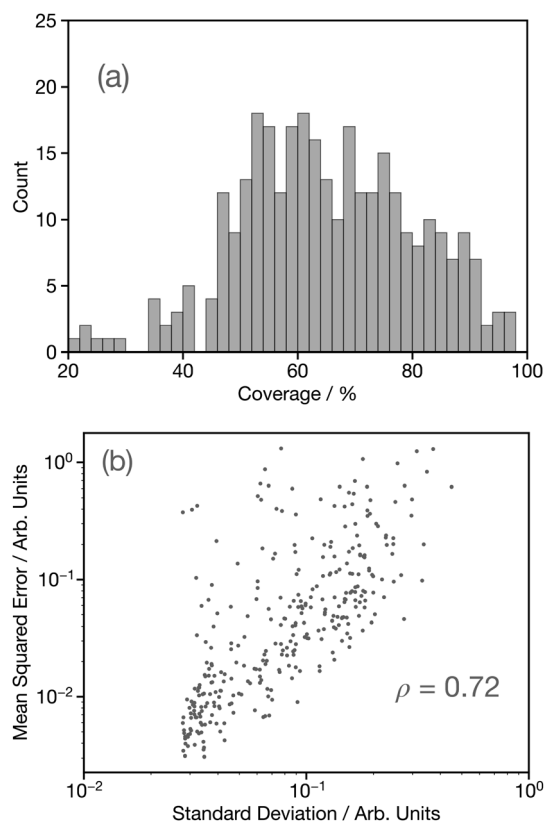 25
20
15
10
5
0
Count
(a)
20 40 60 80 100
Coverage / %
(b)
10⁰
10⁻¹
10⁻²
Mean Squared Error / Arb. Units
ρ = 0.72
10⁻² 10⁻¹ 10⁰
Standard Deviation / Arb. Units